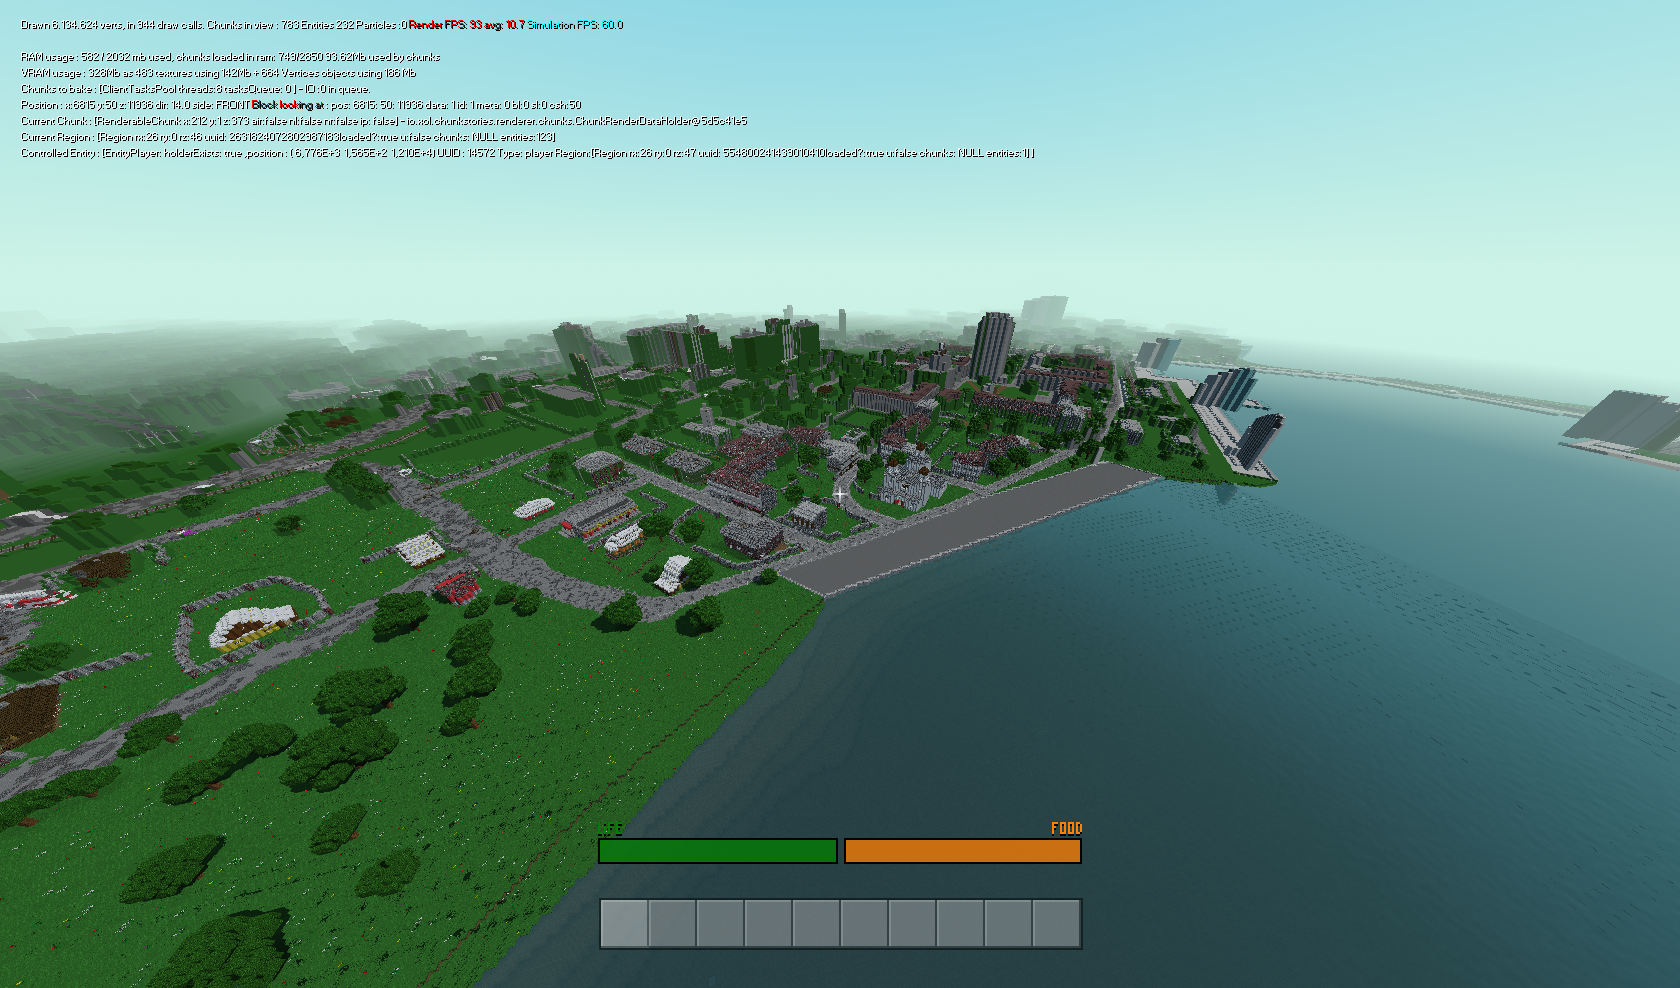 Drawn 6.134.624 verts, in 944 draw calls. Chunks in view : 783 Entities 232 Particles :0 Render FPS: 93 avg: 10.7 Simulation FPS: 60.0
RAM usage : 582 / 2032 mb used, chunks loaded in ram: 749/2850 93.62Mb used by chunks
VRAM usage : 328Mb as 483 textures using 142Mb + 664 Vertices objects using 186 Mb
Chunks to bake : [ClientTasksPool threads:8 tasksQueue: 0 ] - IO :0 in queue.
Position : x:6815 y:50 z:11936 dir: 14.0 side: FRONT Block looking at : pos: 6815: 50: 11936 data: 1 id: 1 meta: 0 bl:0 sl:0 csh:50
Current Chunk : [RenderableChunk x:212 y:1 z:373 air:false nl:false nr:false ip: false] - io.xol.chunkstories.renderer.chunks.ChunkRenderDataHolder@5d5c41e5
Current Region : [Region rx:26 ry:0 rz:46 uuid: 2631824072802987183loaded?:true u:false chunks: NULL entities:123]
Controlled Entity : [EntityPlayer: holderExists: true ,position : ( 6,776E+3 1,565E+2 1,210E+4) UUID : 14572 Type: player Region:[Region rx:26 ry:0 rz:47 uuid: 554800241439010410loaded?:true u:false chunks: NULL entities:1] ]
LIFE FOOD